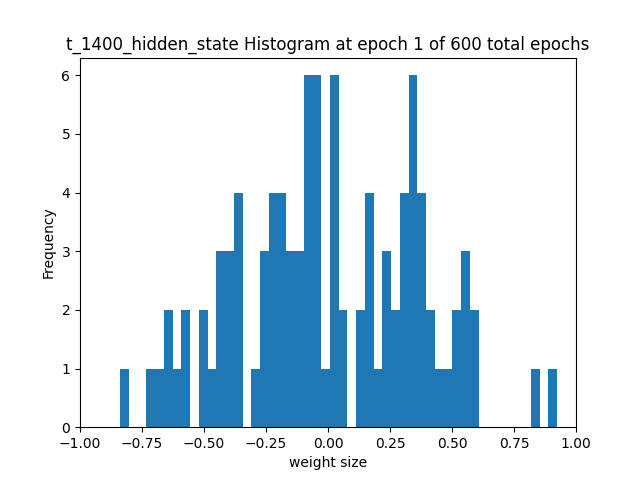 t_1400_hidden_state Histogram at epoch 1 of 600 total epochs
6
5
4
3
2
1
0
Frequency
−1.00 −0.75 −0.50 −0.25 0.00 0.25 0.50 0.75 1.00
weight size